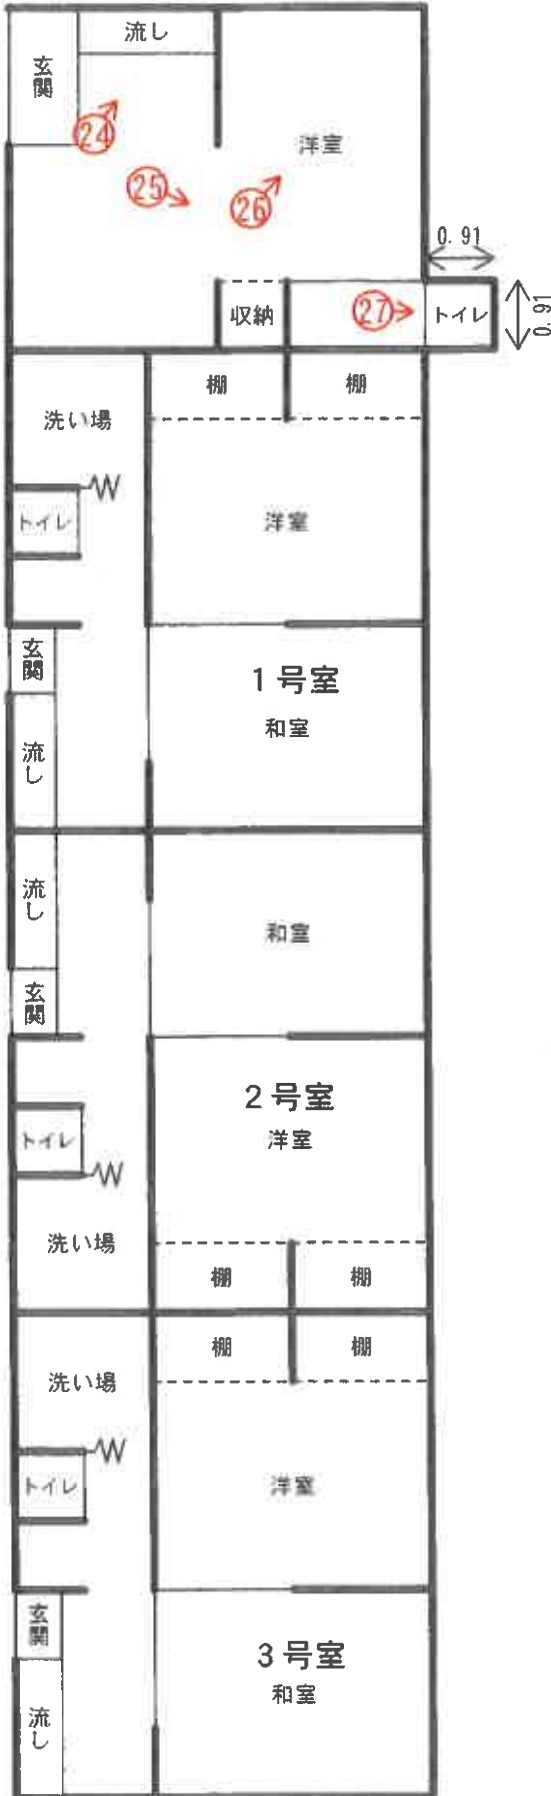 流し
玄関
24
洋室
25
26
0.91
収納
27
トイレ
0.91
棚
棚
洗い場
トイレ
洋室
玄関
1号室
和室
流し
流し
和室
玄関
2号室
洋室
トイレ
洗い場
棚
棚
棚
棚
洗い場
トイレ
洋室
玄関
3号室
和室
流し